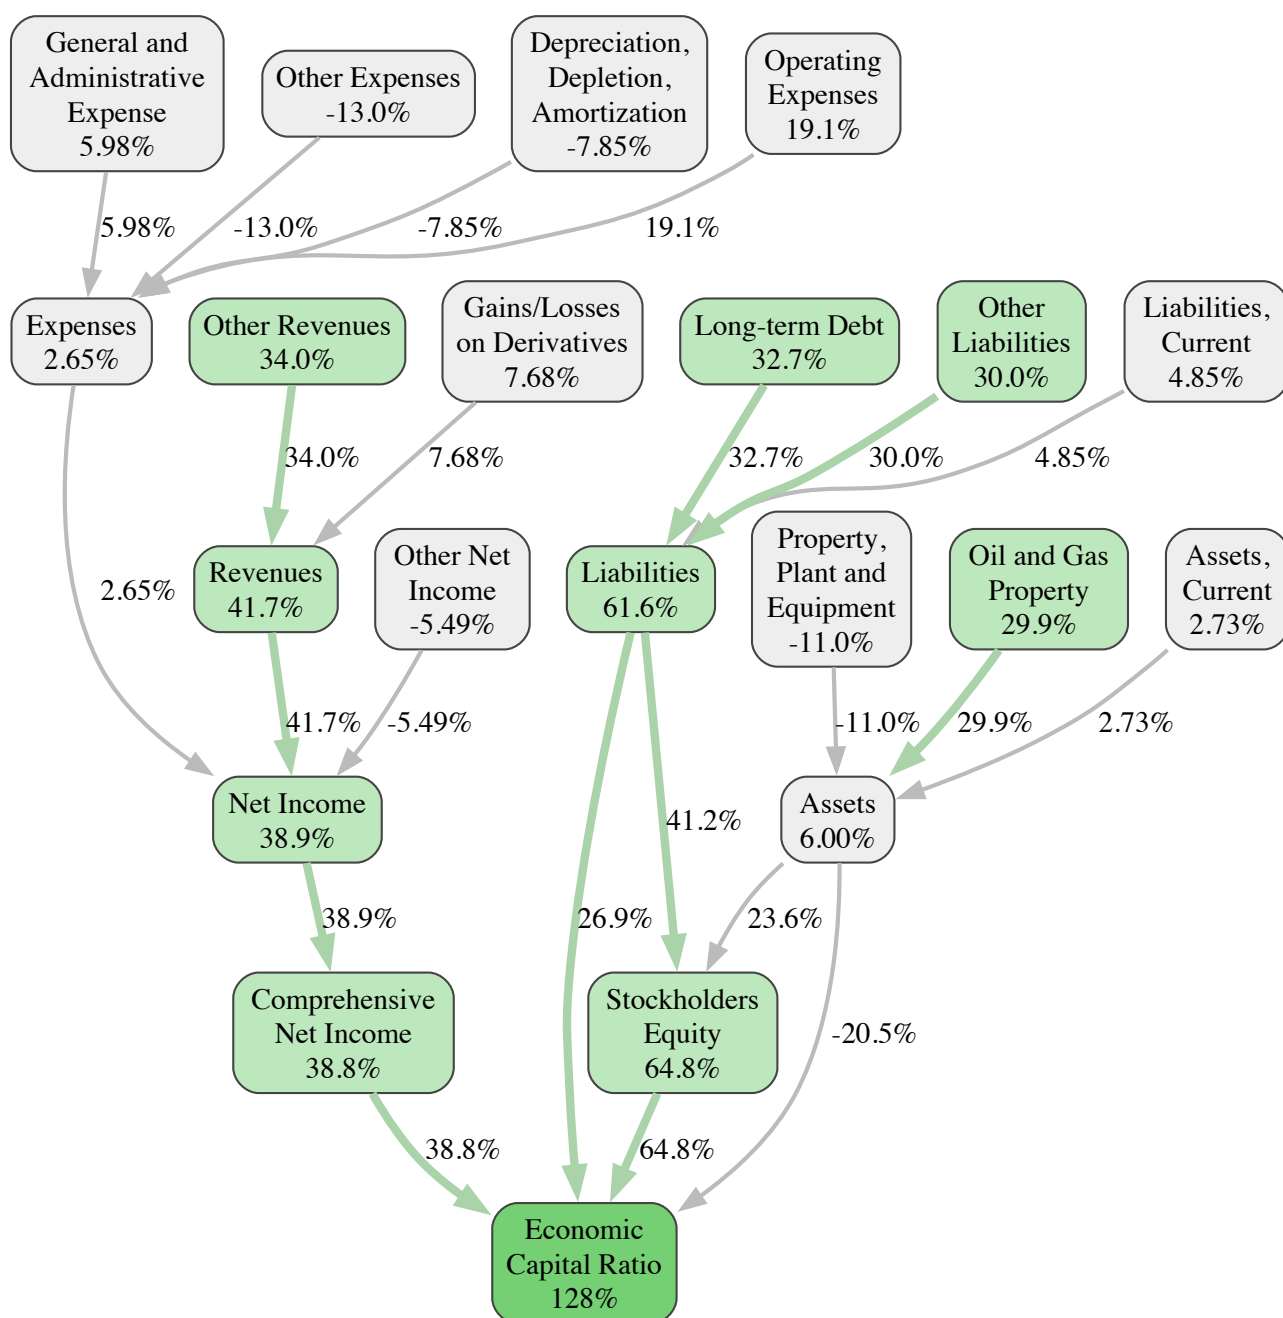 General and
Administrative
Expense
5.98%
Other Expenses
-13.0%
Depreciation,
Depletion,
Amortization
-7.85%
Operating
Expenses
19.1%
5.98%
-13.0%
-7.85%
19.1%
Expenses
2.65%
Other Revenues
34.0%
Gains/Losses
on Derivatives
7.68%
Long-term Debt
32.7%
Other
Liabilities
30.0%
Liabilities,
Current
4.85%
34.0%
7.68%
32.7%
30.0%
4.85%
2.65%
Revenues
41.7%
Other Net
Income
-5.49%
Liabilities
61.6%
Property,
Plant and
Equipment
-11.0%
Oil and Gas
Property
29.9%
Assets,
Current
2.73%
41.7%
-5.49%
-11.0%
29.9%
2.73%
Net Income
38.9%
41.2%
Assets
6.00%
38.9%
26.9%
23.6%
Comprehensive
Net Income
38.8%
Stockholders
Equity
64.8%
-20.5%
38.8%
64.8%
Economic
Capital Ratio
128%